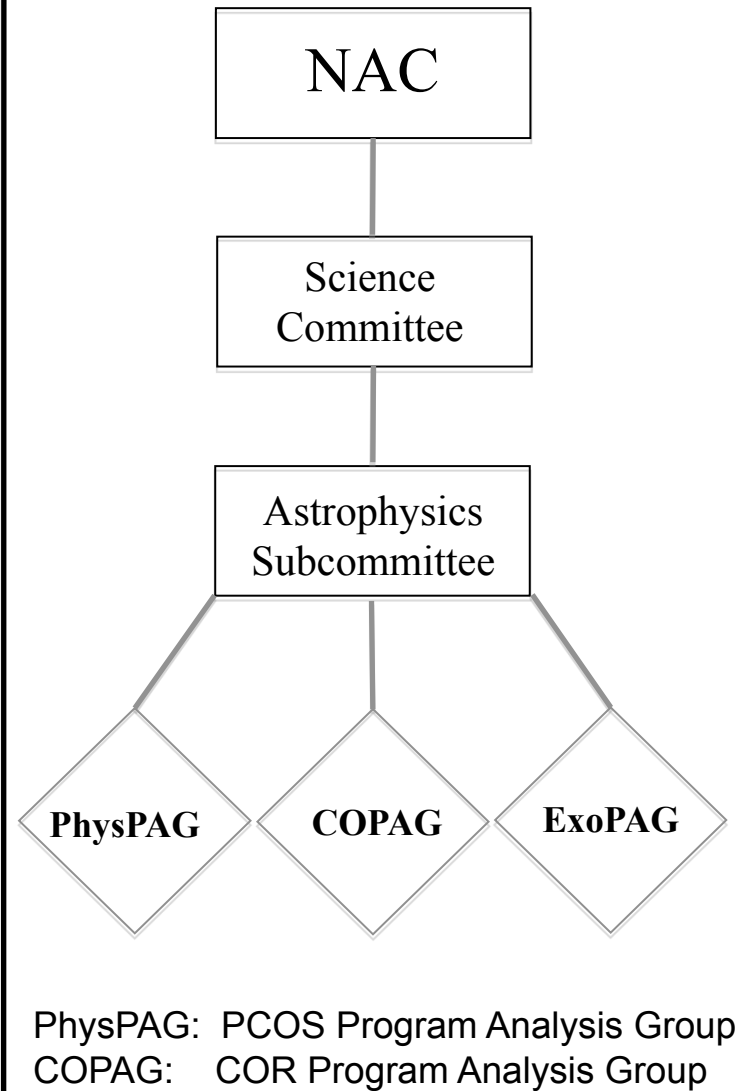 NAC
Science
Committee
Astrophysics
Subcommittee
PhysPAG
COPAG
ExoPAG
PhysPAG: PCOS Program Analysis Group
COPAG: COR Program Analysis Group